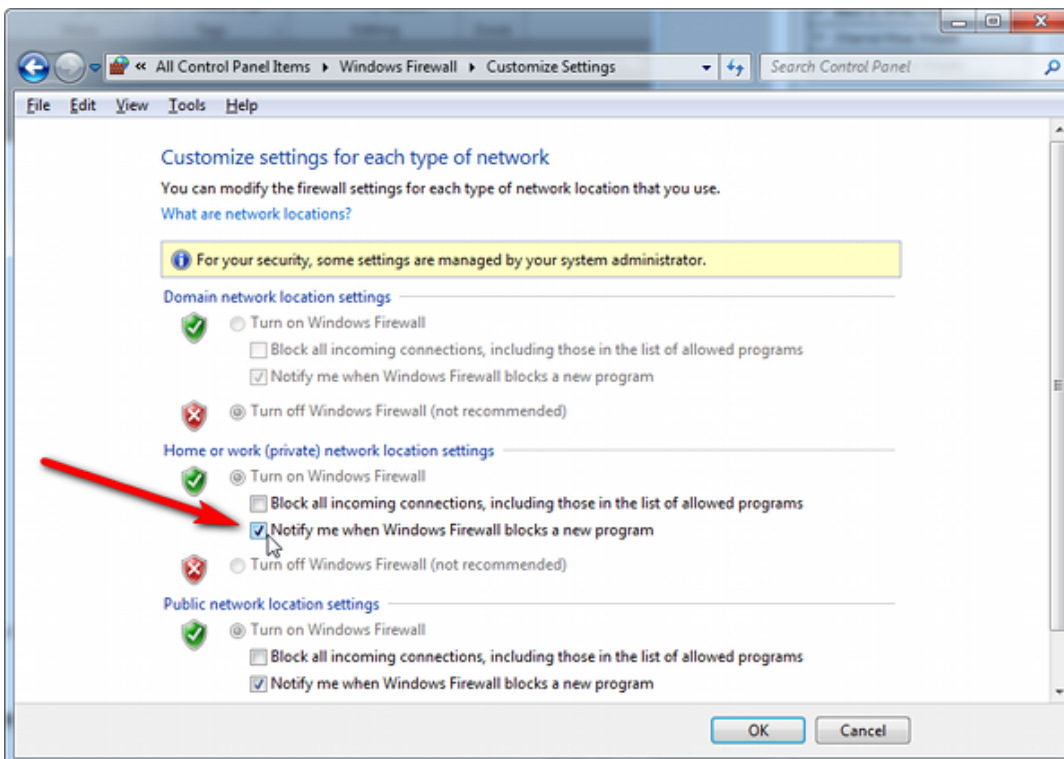 « All Control Panel Items ▸ Windows Firewall ▸ Customize Settings
Search Control Panel
File Edit View Tools Help
Customize settings for each type of network
You can modify the firewall settings for each type of network location that you use.
What are network locations?
For your security, some settings are managed by your system administrator.
Domain network location settings
Turn on Windows Firewall
Block all incoming connections, including those in the list of allowed programs
Notify me when Windows Firewall blocks a new program
Turn off Windows Firewall (not recommended)
Home or work (private) network location settings
Turn on Windows Firewall
Block all incoming connections, including those in the list of allowed programs
Notify me when Windows Firewall blocks a new program
Turn off Windows Firewall (not recommended)
Public network location settings
Turn on Windows Firewall
Block all incoming connections, including those in the list of allowed programs
Notify me when Windows Firewall blocks a new program
OK Cancel